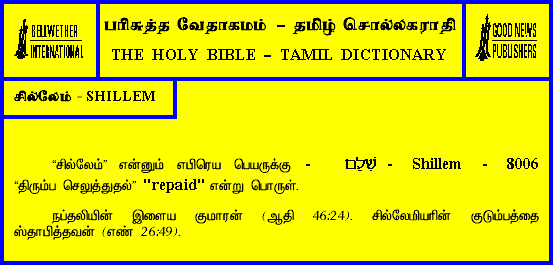 BELLWETHER
INTERNATIONAL
பரிசுத்த வேதாகமம் – தமிழ் சொல்லகராதி
THE HOLY BIBLE – TAMIL DICTIONARY
GOOD NEWS
PUBLISHERS
சில்லேம் - SHILLEM
“சில்லேம்” என்னும் எபிரெய பெயருக்கு - שִׁלֵּם - Shillem - 8006
“திரும்ப செலுத்துதல்” "repaid" என்று பொருள்.
நப்தலியின் இளைய குமாரன் (ஆதி 46:24). சில்லேமியரின் குடும்பத்தை
ஸ்தாபித்தவன் (எண் 26:49).